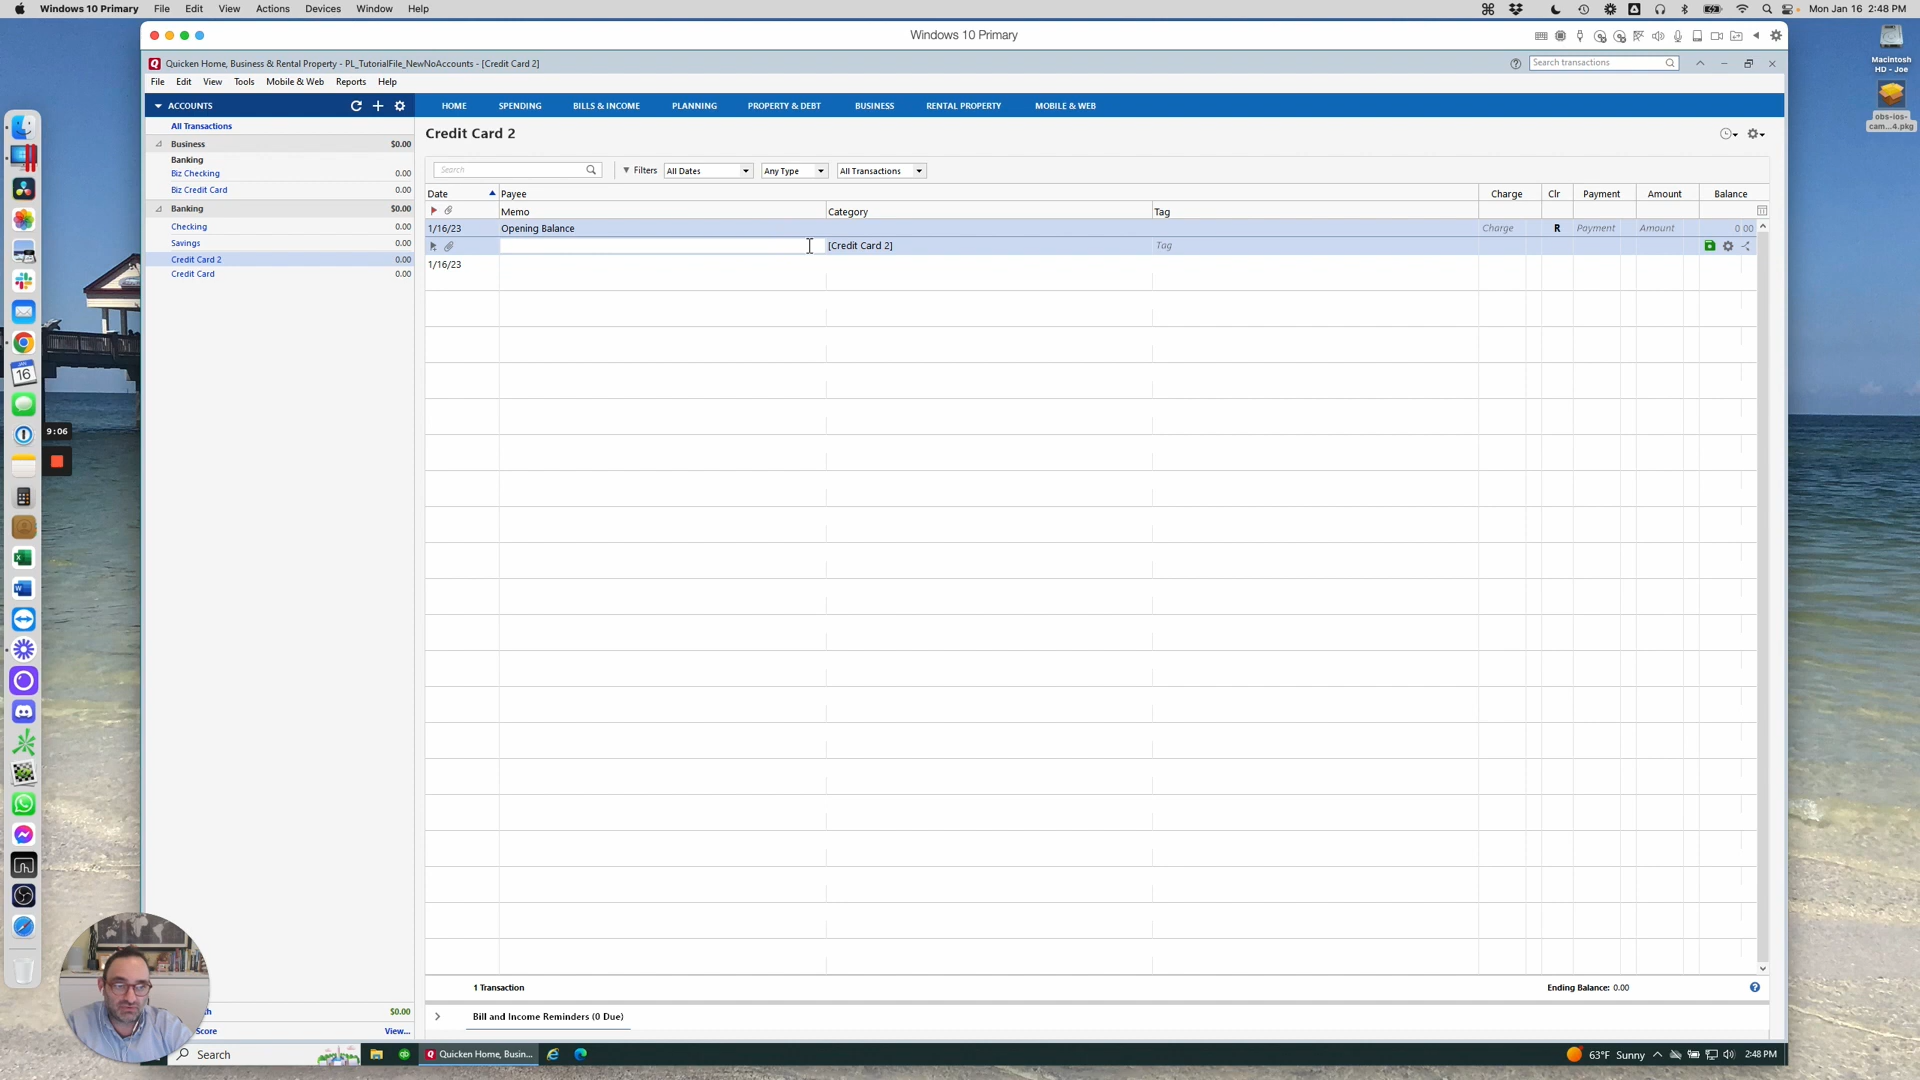 Windows 10 Primary File Edit View Actions Devices Window Help
Mon Jan 16 2:48 PM
Windows 10 Primary
Macintosh HD - Joe
obs-ios-cam...4.pkg
Quicken Home, Business & Rental Property - PL_TutorialFile_NewNoAccounts - [Credit Card 2]
Search transactions
File Edit View Tools Mobile & Web Reports Help
ACCOUNTS
HOME SPENDING BILLS & INCOME PLANNING PROPERTY & DEBT BUSINESS RENTAL PROPERTY MOBILE & WEB
All Transactions
Business $0.00
Banking
Biz Checking 0.00
Biz Credit Card 0.00
Banking $0.00
Checking 0.00
Savings 0.00
Credit Card 2 0.00
Credit Card 0.00
Credit Card 2
Search Filters All Dates Any Type All Transactions
Date Payee Charge Clr Payment Amount Balance
Memo Category Tag
1/16/23 Opening Balance Charge R Payment Amount 0 00
[Credit Card 2] Tag
1/16/23
JAN
16
9:06
1 Transaction
Ending Balance: 0.00
Bill and Income Reminders (0 Due)
$0.00
Score View...
Search
Quicken Home, Busin...
63°F Sunny
2:48 PM